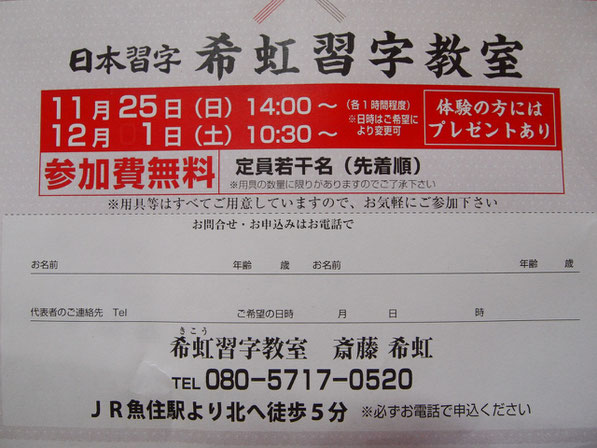 日本習字 希虹習字教室
11月25日（日）14:00～（各1時間程度）
12月 1日（土）10:30～ ※日時はご希望により変更可
体験の方には
プレゼントあり
参加費無料 定員若干名（先着順）
※用具の数量に限りがありますのでご了承下さい
※用具等はすべてご用意していますので、お気軽にご参加下さい
お問合せ・お申込みはお電話で
お名前 年齢 歳 お名前 年齢 歳
代表者のご連絡先 Tel ご希望の日時 月 日 時
きこう
希虹習字教室 斎藤 希虹
TEL 080-5717-0520
JR魚住駅より北へ徒歩5分 ※必ずお電話で申込ください